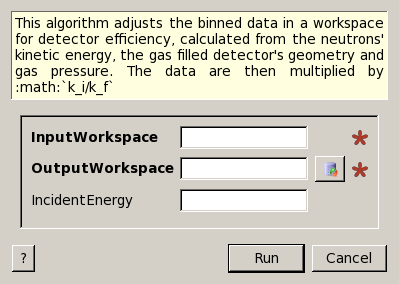 This algorithm adjusts the binned data in a workspace
for detector efficiency, calculated from the neutrons'
kinetic energy, the gas filled detector's geometry and
gas pressure. The data are then multiplied by
:math:`k_i/k_f`
InputWorkspace
OutputWorkspace
IncidentEnergy
?
Run
Cancel